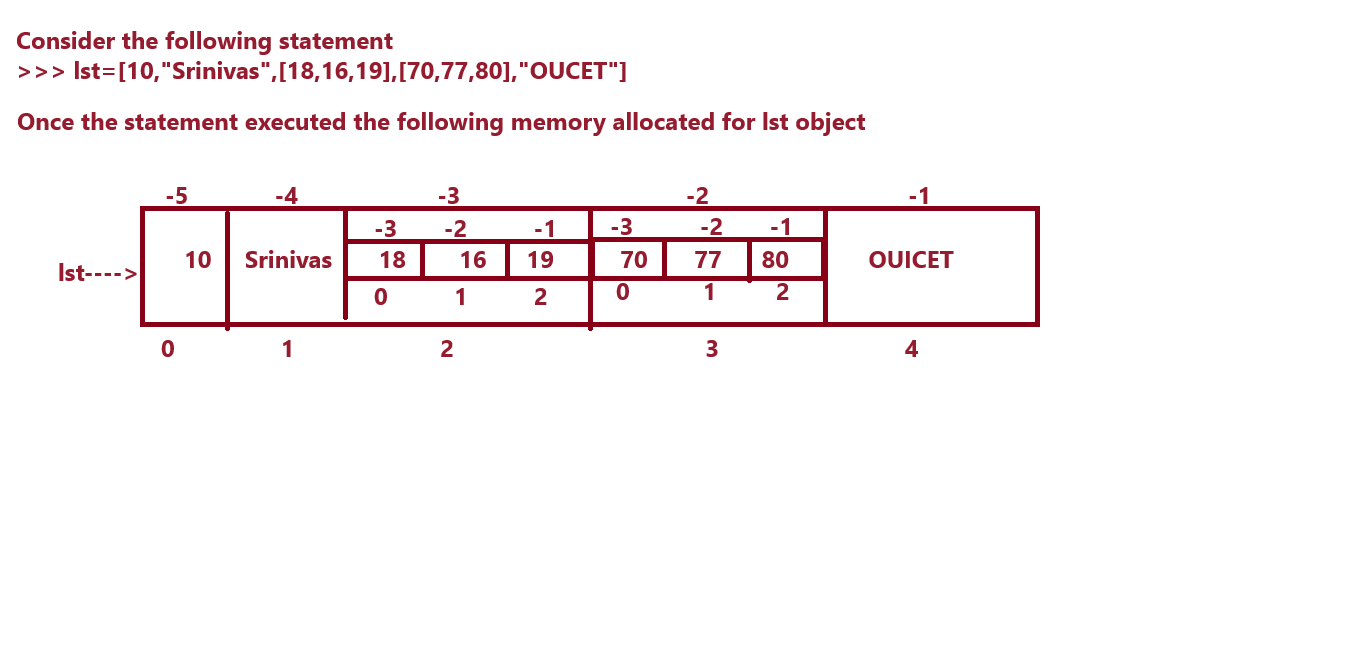 Consider the following statement
>>> lst=[10,"Srinivas",[18,16,19],[70,77,80],"OUCET"]
Once the statement executed the following memory allocated for lst object
-5 -4 -3 -2 -1
-3 -2 -1 -3 -2 -1
lst----> 10 Srinivas 18 16 19 70 77 80 OUICET
0 1 2 0 1 2
0 1 2 3 4